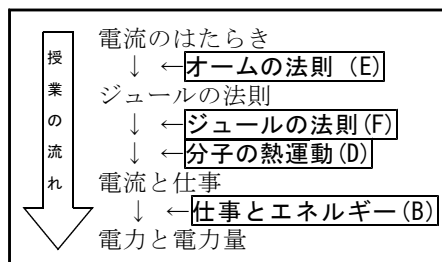 授業の流れ
電流のはたらき
↓ ←オームの法則 (E)
ジュールの法則
↓ ←ジュールの法則(F)
↓ ←分子の熱運動(D)
電流と仕事
↓ ←仕事とエネルギー(B)
電力と電力量